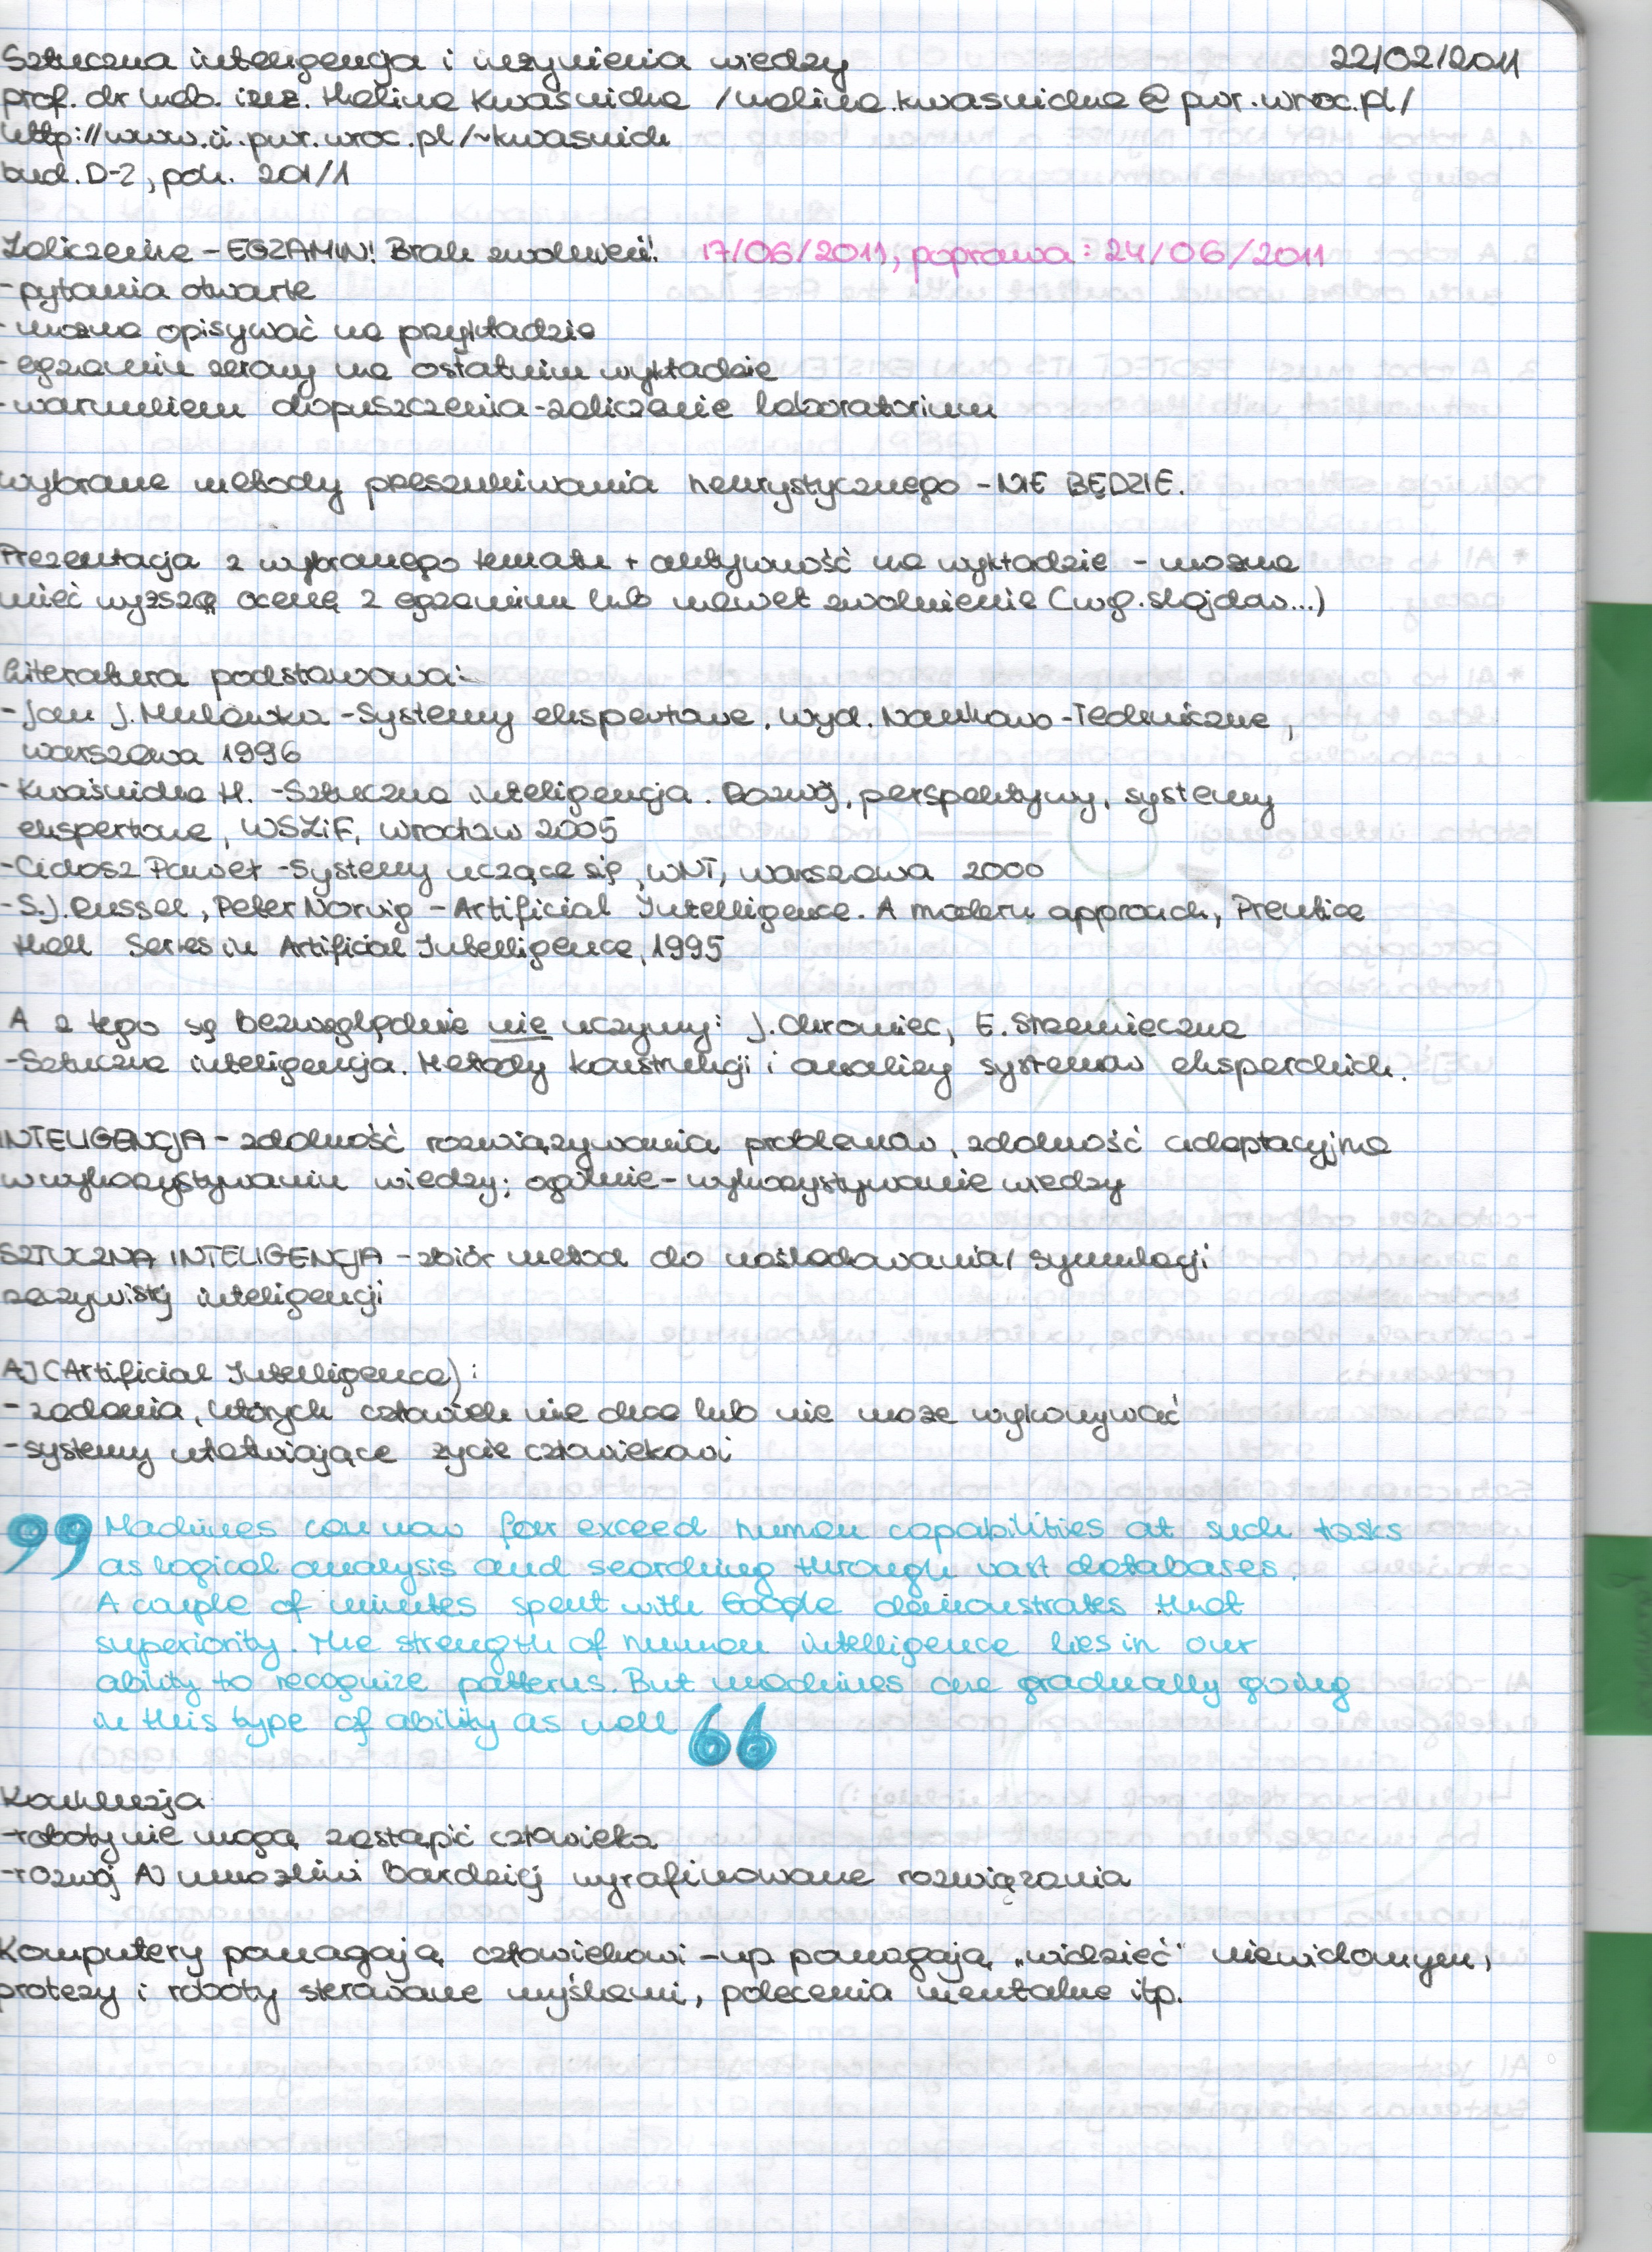 Sztuczna inteligencja i inżynieria wiedzy 22/02/2011
prof. dr hab. inż. Halina Kwaśnicka /halina.kwasnicka@pwr.wroc.pl/
http://www.ii.pwr.wroc.pl/~kwasnick
bud. D-2, pok. 201/1
Zaliczenie - EGZAMIN! Brak zwolnień! 17/06/2011, poprawa: 24/06/2011
- pytania otwarte
- można opisywać na przykładzie
- egzamin zerowy na ostatnim wykładzie
- warunkiem dopuszczenia - zaliczenie laboratorium
Wybrane metody przeszukiwania heurystycznego - NIE BĘDZIE.
Prezentacja z wybranego tematu + aktywność na wykładzie - można
mieć wyższą ocenę z egzaminu lub nawet zwolnienie (wg. slajdów...)
Literatura podstawowa:
- Jan J. Mulawka - Systemy ekspertowe, Wyd. Naukowo-Techniczne,
Warszawa 1996
- Kwaśnicka H. - Sztuczna inteligencja. Rozwój, perspektywy, systemy
ekspertowe, WSZiF, Wrocław 2005
- Cichosz Paweł - Systemy uczące się, WNT, Warszawa 2000
- S.J. Russel, Peter Norvig - Artificial Intelligence. A modern approach, Prentice
Hall Series in Artificial Intelligence, 1995
A z tego się bezwzględnie nie uczymy: J. Chromiec, E. Strzemieczna
- Sztuczna inteligencja. Metody konstrukcji i analizy systemów eksperckich.
INTELIGENCJA - zdolność rozwiązywania problemów, zdolność adaptacyjna
w wykorzystywaniu wiedzy; ogólnie - wykorzystywanie wiedzy
SZTUCZNA INTELIGENCJA - zbiór metod do naśladowania/symulacji
rzeczywistej inteligencji
AI (Artificial Intelligence):
- zadania, których człowiek nie chce lub nie może wykonywać
- systemy ułatwiające życie człowiekowi
99 Machines can now far exceed human capabilities at such tasks
as logical analysis and searching through vast databases.
A couple of minutes spent with Google demonstrates that
superiority. The strength of human intelligence lies in our
ability to recognize patterns. But machines are gradually going
in this type of ability as well 66
Konkluzja
- roboty nie mogą zastąpić człowieka
- rozwój AI umożliwi bardziej wyrafinowane rozwiązania
Komputery pomagają człowiekowi - np pomagają „widzieć" niewidomym,
protezy i roboty sterowane myślami, polecenia mentalne itp.